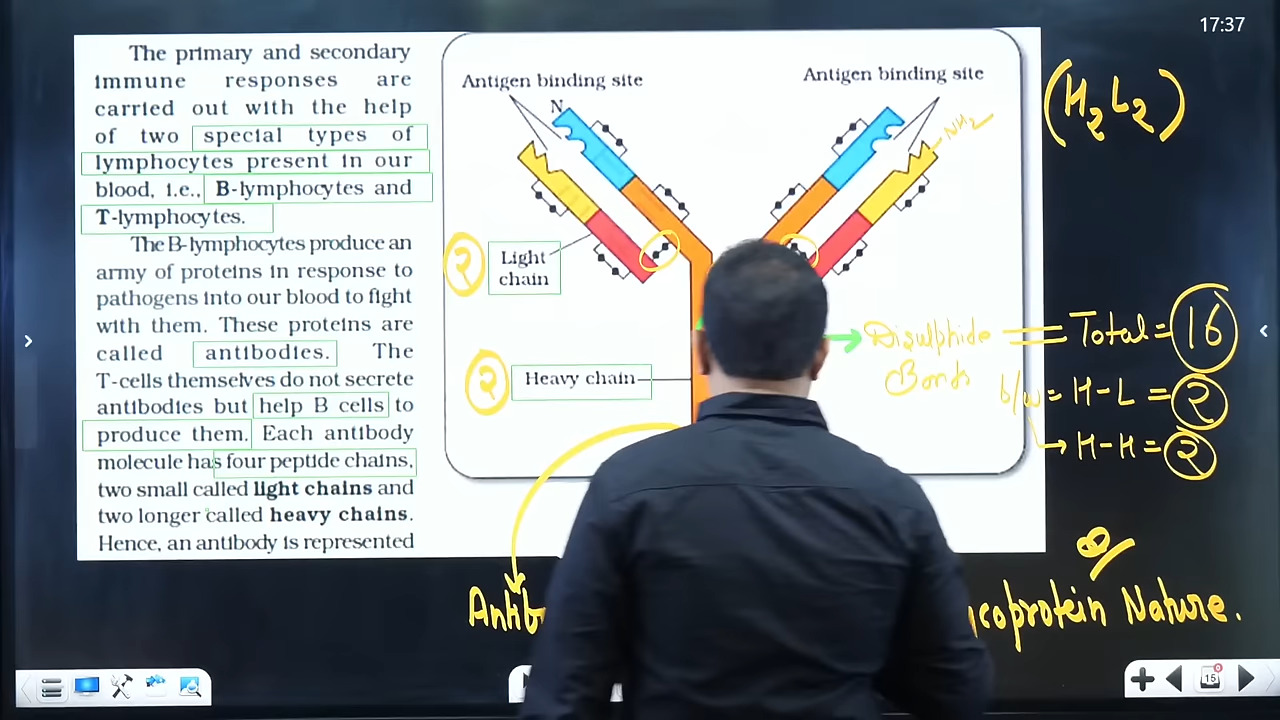 17:37
The primary and secondary
immune responses are
carried out with the help
of two special types of
lymphocytes present in our
blood, i.e., B-lymphocytes and
T-lymphocytes.
The B-lymphocytes produce an
army of proteins in response to
pathogens into our blood to fight
with them. These proteins are
called antibodies. The
T-cells themselves do not secrete
antibodies but help B cells to
produce them. Each antibody
molecule has four peptide chains,
two small called light chains and
two longer called heavy chains.
Hence, an antibody is represented
Antigen binding site
N
Antigen binding site
NH2
(H2L2)
2
Light
chain
2
Heavy chain
Disulphide
Bonds
Total = 16
b/w = H-L = 2
→ H-H = 2
Antib
coprotein Nature.
15